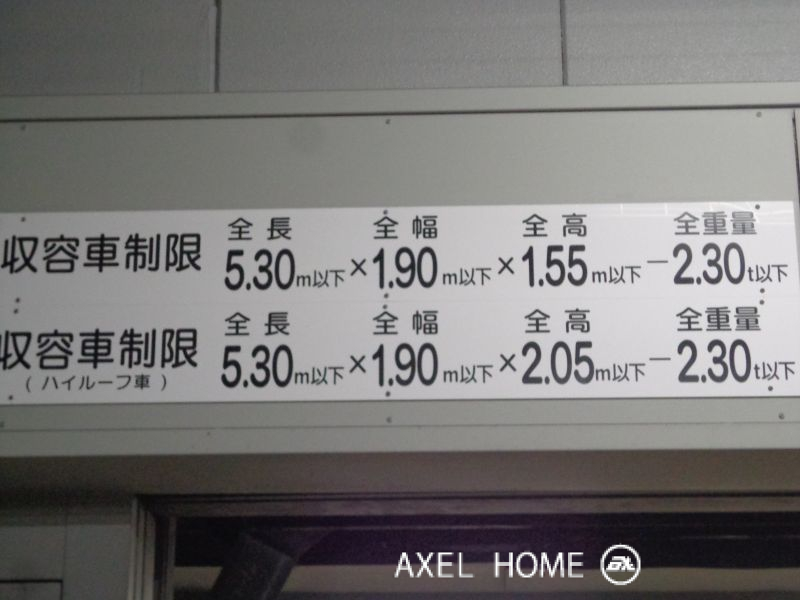 全長 全幅 全高 全重量
収容車制限 5.30m以下×1.90m以下×1.55m以下－2.30t以下
全長 全幅 全高 全重量
収容車制限 5.30m以下×1.90m以下×2.05m以下－2.30t以下
(ハイルーフ車)
AXEL HOME